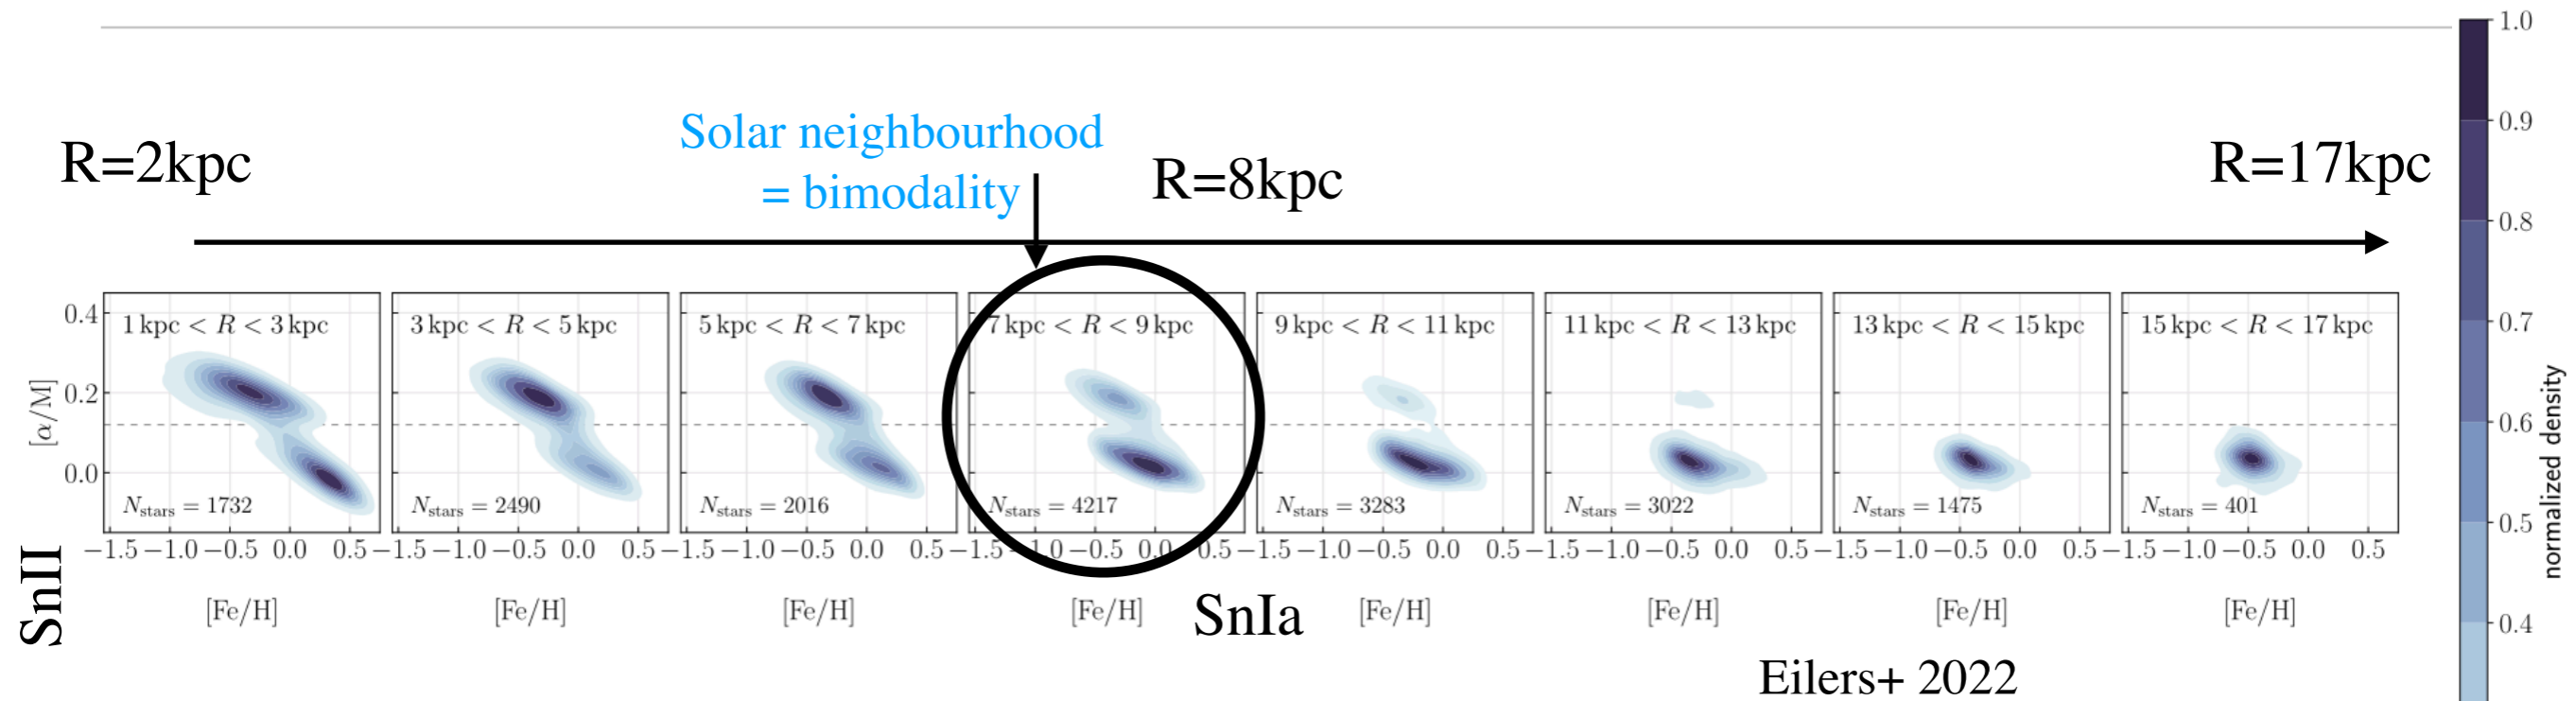 R=2kpc
Solar neighbourhood
= bimodality
R=8kpc
R=17kpc
1 kpc < R < 3 kpc
3 kpc < R < 5 kpc
5 kpc < R < 7 kpc
7 kpc < R < 9 kpc
9 kpc < R < 11 kpc
11 kpc < R < 13 kpc
13 kpc < R < 15 kpc
15 kpc < R < 17 kpc
[α/M]
0.4
0.2
0.0
N_stars = 1732
N_stars = 2490
N_stars = 2016
N_stars = 4217
N_stars = 3283
N_stars = 3022
N_stars = 1475
N_stars = 401
−1.5 −1.0 −0.5 0.0 0.5
−1.5 −1.0 −0.5 0.0 0.5
−1.5 −1.0 −0.5 0.0 0.5
−1.5 −1.0 −0.5 0.0 0.5
−1.5 −1.0 −0.5 0.0 0.5
−1.5 −1.0 −0.5 0.0 0.5
−1.5 −1.0 −0.5 0.0 0.5
−1.5 −1.0 −0.5 0.0 0.5
[Fe/H]
[Fe/H]
[Fe/H]
[Fe/H]
[Fe/H]
[Fe/H]
[Fe/H]
[Fe/H]
SnII
SnIa
Eilers+ 2022
1.0
0.9
0.8
0.7
0.6
0.5
0.4
normalized density